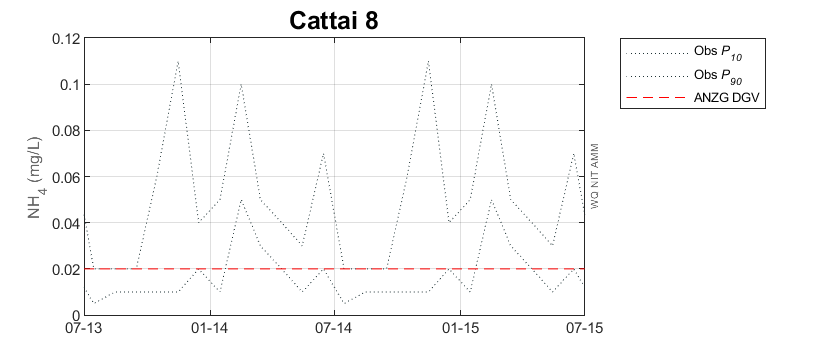 Cattai 8
0.12
0.1
0.08
0.06
0.04
0.02
0
NH4 (mg/L)
07-13
01-14
07-14
01-15
07-15
WQ NIT AMM
Obs P10
Obs P90
ANZG DGV